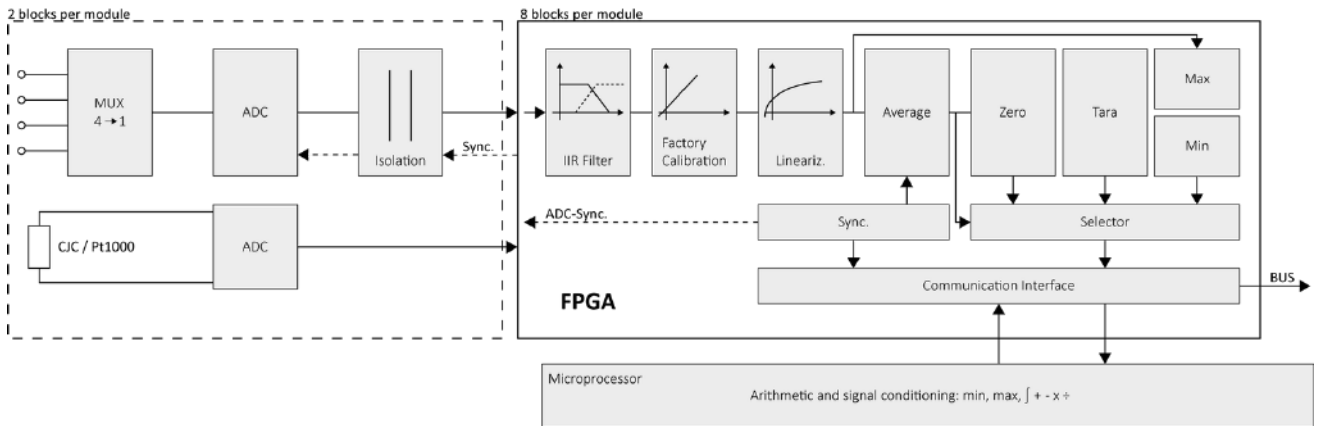 2 blocks per module
8 blocks per module
MUX
4→1
ADC
Isolation
Sync.
IIR Filter
Factory
Calibration
Lineariz.
Average
Zero
Tara
Max
Min
CJC / Pt1000
ADC
ADC-Sync.
Sync.
Selector
FPGA
Communication Interface
BUS
Microprocessor
Arithmetic and signal conditioning: min, max, ∫ + - x ÷